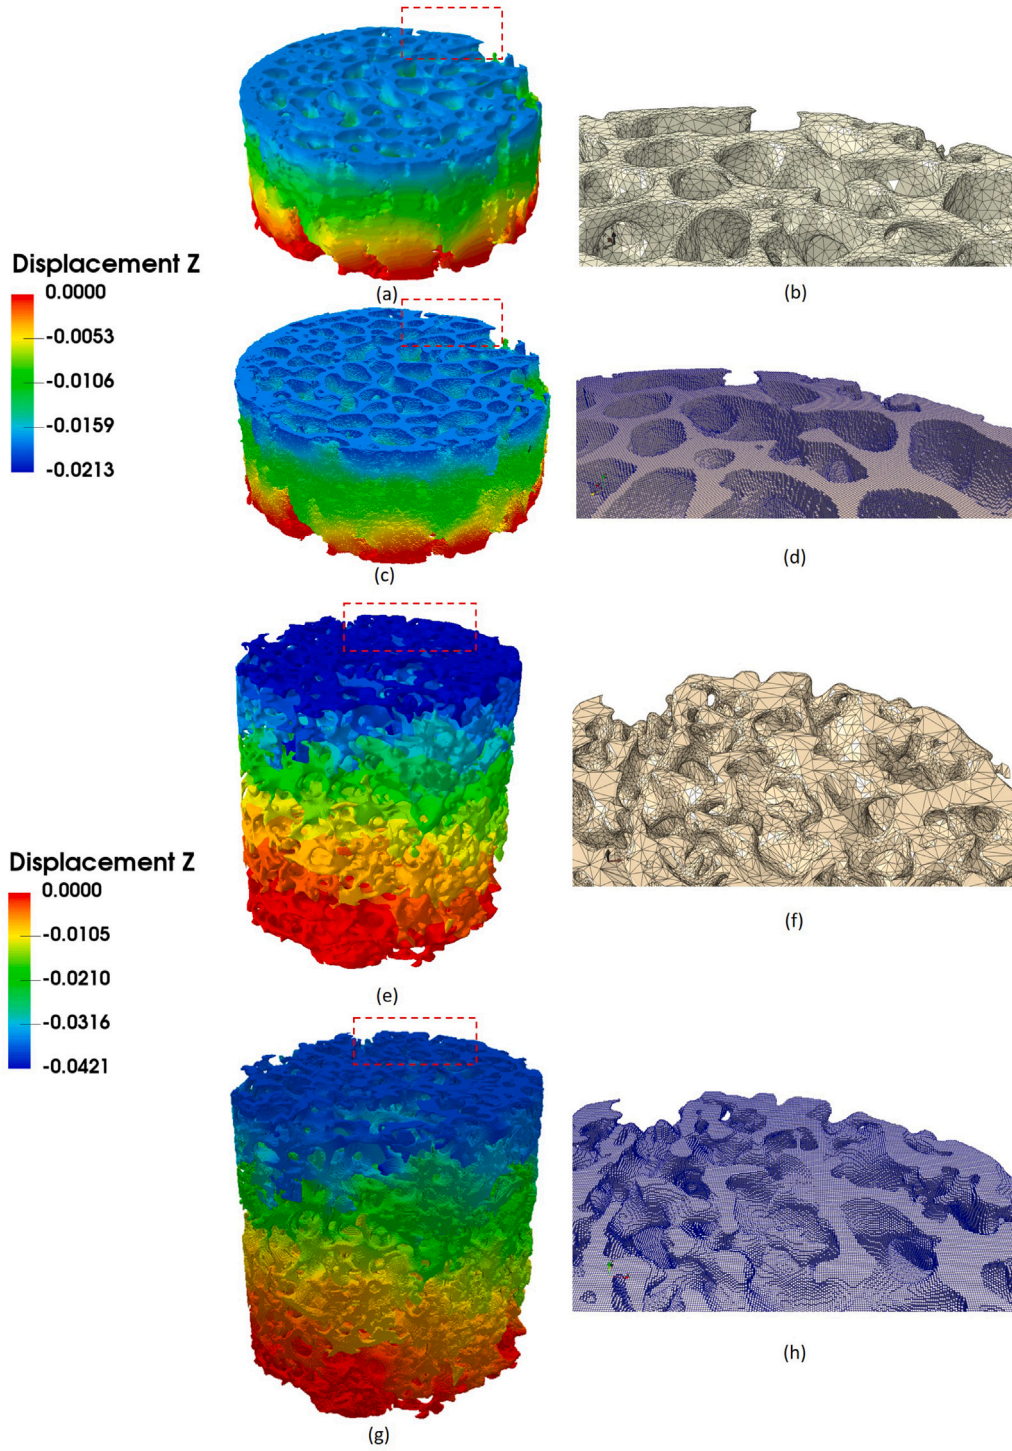 (a)
(b)
Displacement Z
0.0000
-0.0053
-0.0106
-0.0159
-0.0213
(c)
(d)
(e)
(f)
Displacement Z
0.0000
-0.0105
-0.0210
-0.0316
-0.0421
(g)
(h)